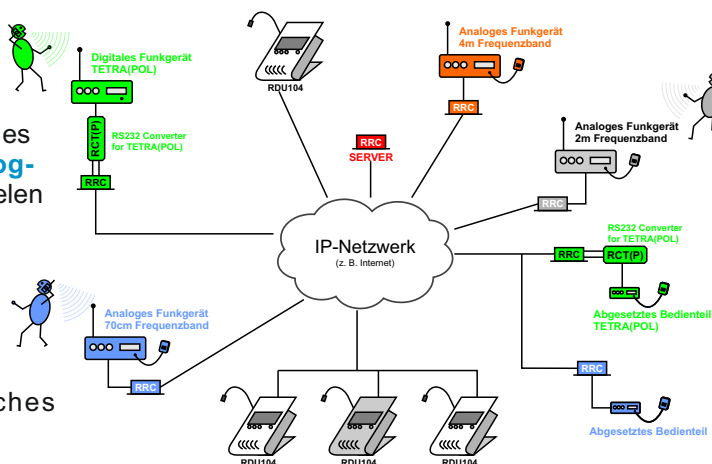 Digitales Funkgerät
TETRA(POL)
RCT(P)
RS232 Converter
for TETRA(POL)
RRC
RDU104
Analoges Funkgerät
4m Frequenzband
RRC
RRC
SERVER
Analoges Funkgerät
2m Frequenzband
RRC
es
og-
elen
IP-Netzwerk
(z. B. Internet)
RS232 Converter
for TETRA(POL)
RRC
RCT(P)
Abgesetztes Bedienteil
TETRA(POL)
Analoges Funkgerät
70cm Frequenzband
RRC
RRC
Abgesetztes Bedienteil
ches
RDU104
RDU104
RDU104